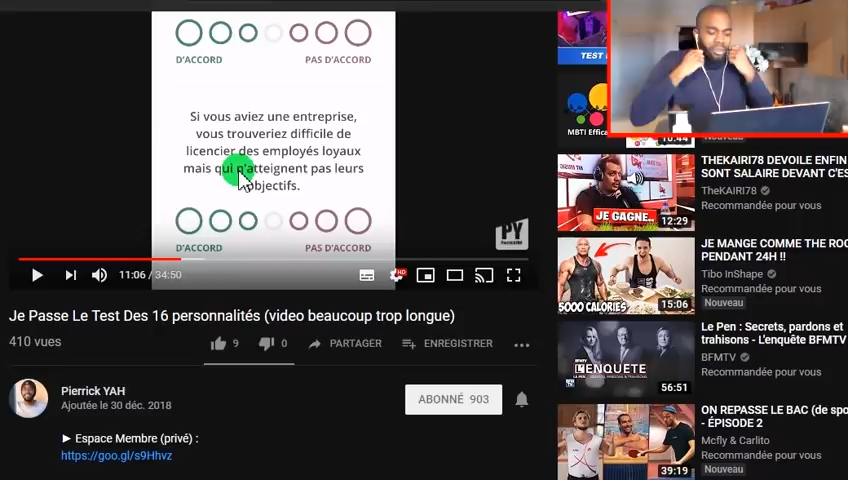 D'ACCORD
PAS D'ACCORD
Si vous aviez une entreprise,
vous trouveriez difficile de
licencier des employés loyaux
mais qui n'atteignent pas leurs
objectifs.
D'ACCORD
PAS D'ACCORD
PY
11:06 / 34:50
HD
Je Passe Le Test Des 16 personnalités (video beaucoup trop longue)
410 vues
9
0
PARTAGER
ENREGISTRER
Pierrick YAH
Ajoutée le 30 déc. 2018
ABONNÉ 903
► Espace Membre (privé) :
https://goo.gl/s9Hhvz
TEST
MBTI Effica
10:44
THEKAIRI78 DEVOILE ENFIN
SONT SALAIRE DEVANT C'ES
TheKAIRI78
Recommandée pour vous
JE GAGNE..
12:29
JE MANGE COMME THE ROC
PENDANT 24H !!
Tibo InShape
Recommandée pour vous
Nouveau
5000 CALORIES
15:06
Le Pen : Secrets, pardons et
trahisons - L'enquête BFMTV
BFMTV
Recommandée pour vous
L'ENQUÊTE
56:51
ON REPASSE LE BAC (de spo
- ÉPISODE 2
Mcfly & Carlito
Recommandée pour vous
Nouveau
39:19